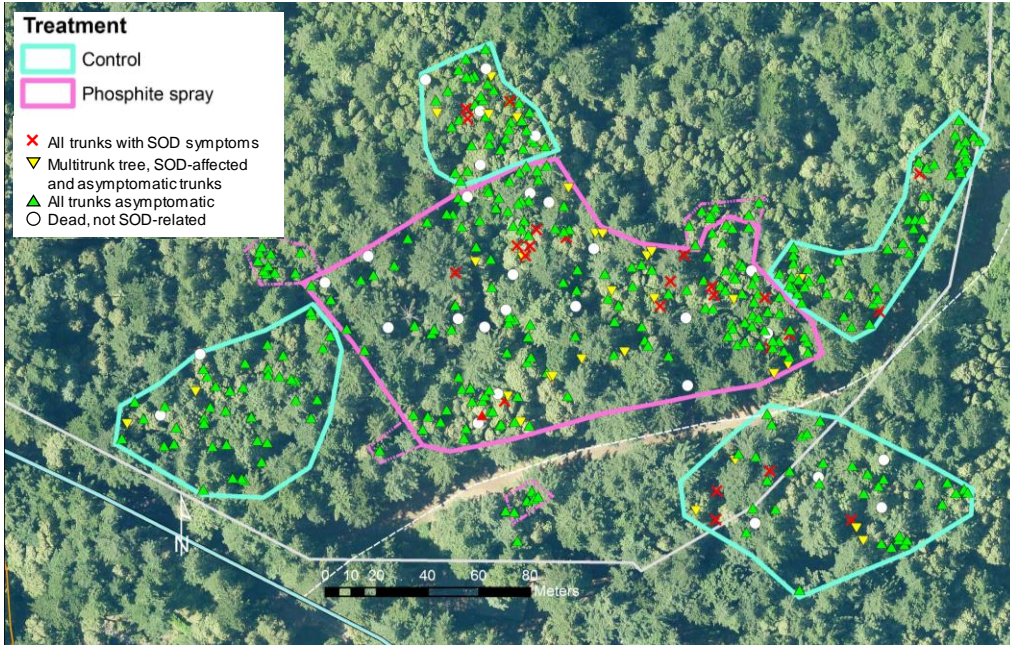 Treatment
Control
Phosphite spray
All trunks with SOD symptoms
Multitrunk tree, SOD-affected
and asymptomatic trunks
All trunks asymptomatic
Dead, not SOD-related
N
0 10 20 40 60 80
Meters